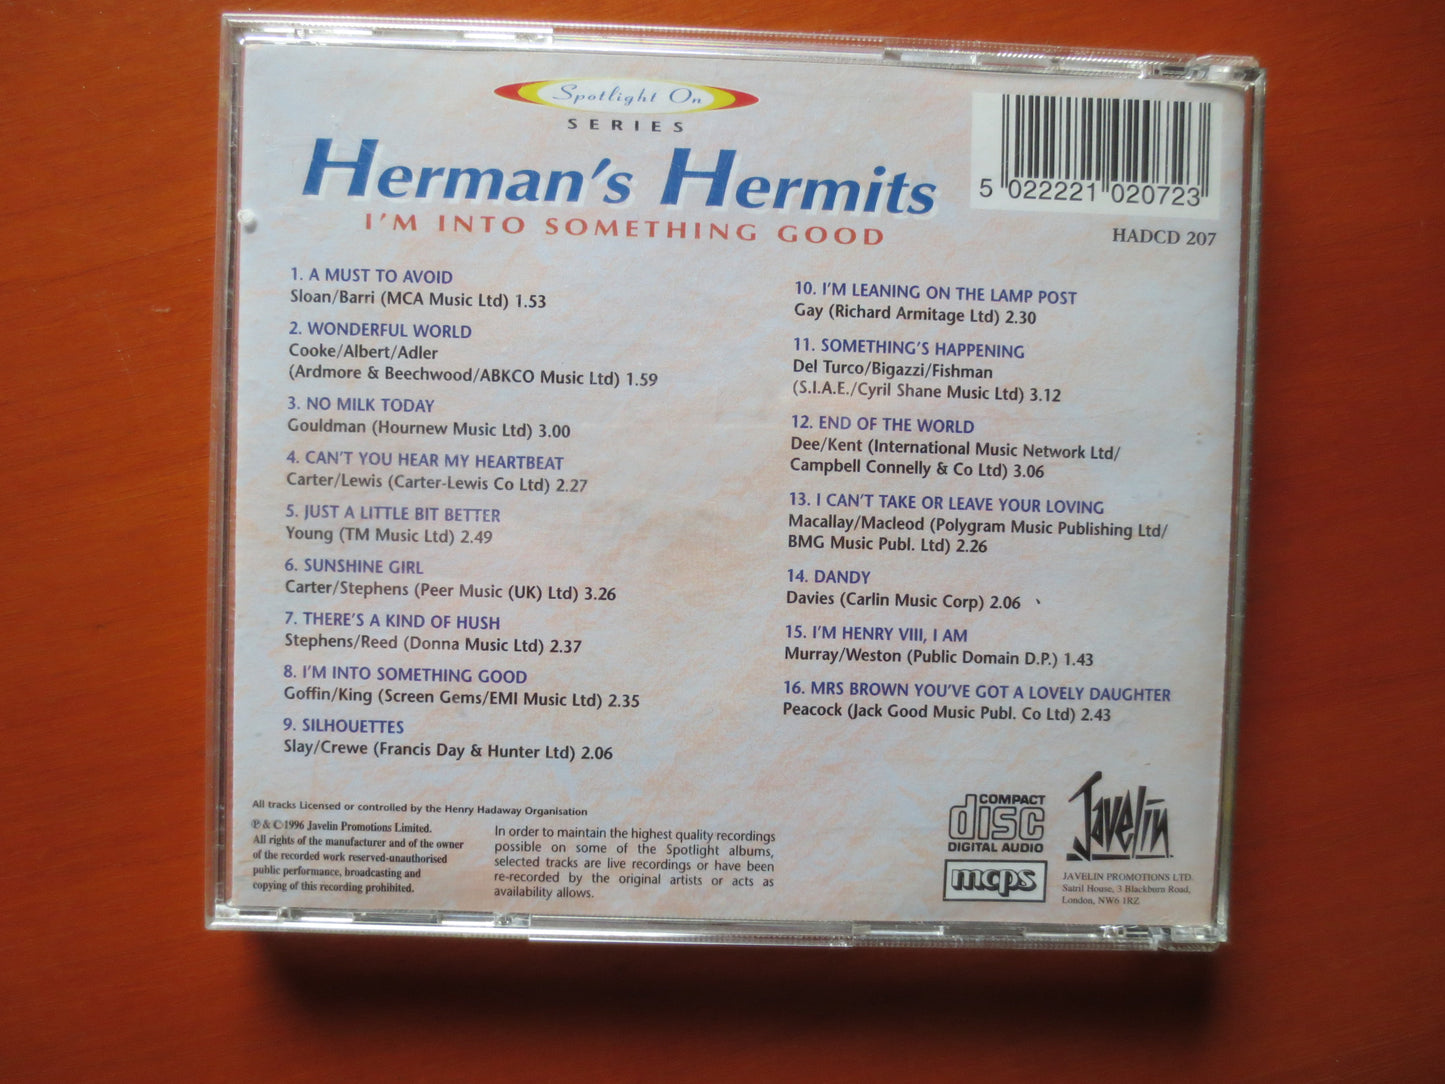 Spotlight On
SERIES
Herman's Hermits
I'M INTO SOMETHING GOOD
5 022221 020723
HADCD 207
1. A MUST TO AVOID
Sloan/Barri (MCA Music Ltd) 1.53
2. WONDERFUL WORLD
Cooke/Albert/Adler
(Ardmore & Beechwood/ABKCO Music Ltd) 1.59
3. NO MILK TODAY
Gouldman (Hournew Music Ltd) 3.00
4. CAN'T YOU HEAR MY HEARTBEAT
Carter/Lewis (Carter-Lewis Co Ltd) 2.27
5. JUST A LITTLE BIT BETTER
Young (TM Music Ltd) 2.49
6. SUNSHINE GIRL
Carter/Stephens (Peer Music (UK) Ltd) 3.26
7. THERE'S A KIND OF HUSH
Stephens/Reed (Donna Music Ltd) 2.37
8. I'M INTO SOMETHING GOOD
Goffin/King (Screen Gems/EMI Music Ltd) 2.35
9. SILHOUETTES
Slay/Crewe (Francis Day & Hunter Ltd) 2.06
10. I'M LEANING ON THE LAMP POST
Gay (Richard Armitage Ltd) 2.30
11. SOMETHING'S HAPPENING
Del Turco/Bigazzi/Fishman
(S.I.A.E./Cyril Shane Music Ltd) 3.12
12. END OF THE WORLD
Dee/Kent (International Music Network Ltd/
Campbell Connelly & Co Ltd) 3.06
13. I CAN'T TAKE OR LEAVE YOUR LOVING
Macallay/Macleod (Polygram Music Publishing Ltd/
BMG Music Publ. Ltd) 2.26
14. DANDY
Davies (Carlin Music Corp) 2.06
15. I'M HENRY VIII, I AM
Murray/Weston (Public Domain D.P.) 1.43
16. MRS BROWN YOU'VE GOT A LOVELY DAUGHTER
Peacock (Jack Good Music Publ. Co Ltd) 2.43
All tracks Licensed or controlled by the Henry Hadaway Organisation
℗ & ©1996 Javelin Promotions Limited.
All rights of the manufacturer and of the owner
of the recorded work reserved-unauthorised
public performance, broadcasting and
copying of this recording prohibited.
In order to maintain the highest quality recordings
possible on some of the Spotlight albums,
selected tracks are live recordings or have been
re-recorded by the original artists or acts as
availability allows.
COMPACT
disc
DIGITAL AUDIO
mcps
Javelin
JAVELIN PROMOTIONS LTD.
Satril House, 3 Blackburn Road,
London, NW6 1RZ